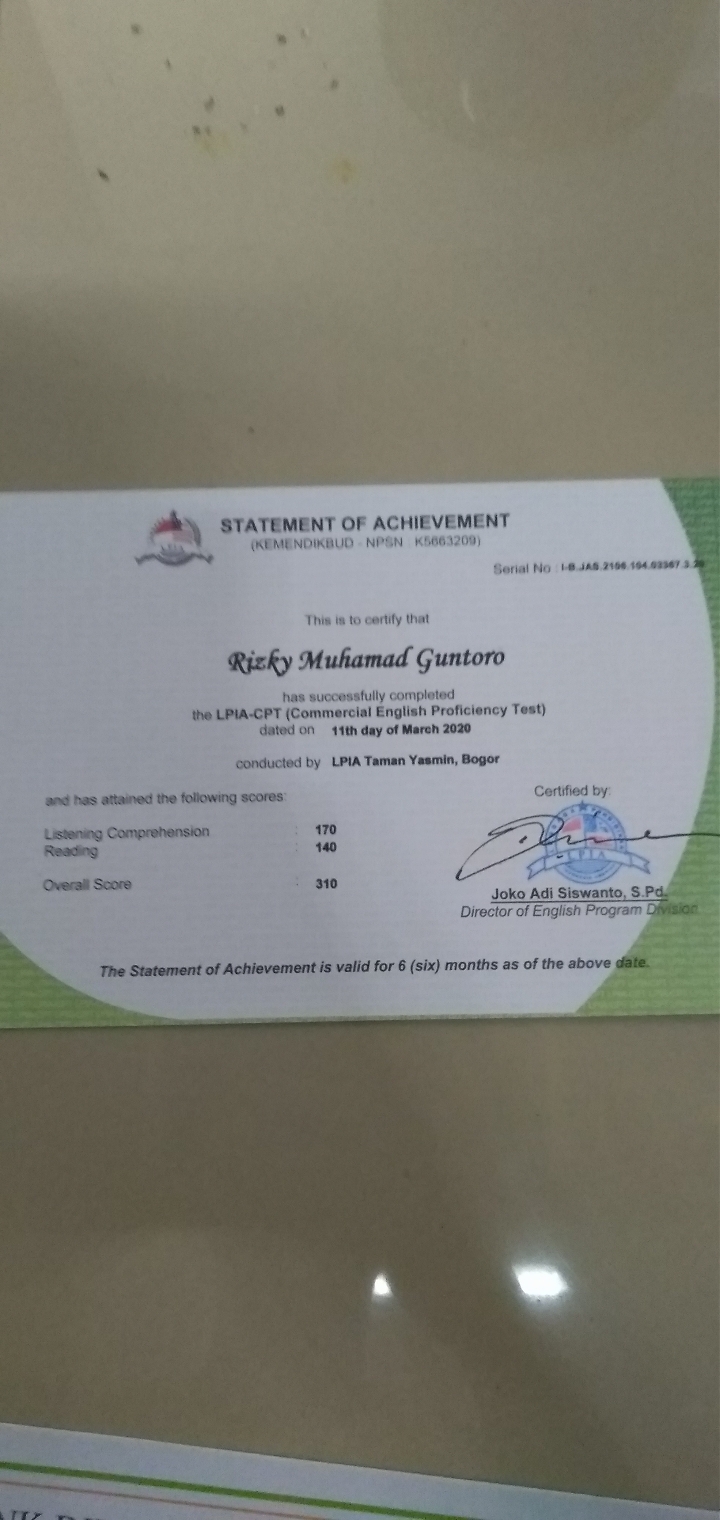 STATEMENT OF ACHIEVEMENT
(KEMENDIKBUD - NPSN : K5663209)
Serial No :
This is to certify that
Rizky Muhamad Guntoro
has successfully completed
the LPIA-CPT (Commercial English Proficiency Test)
dated on 11th day of March 2020
conducted by LPIA Taman Yasmin, Bogor
and has attained the following scores:
Certified by:
Listening Comprehension : 170
Reading : 140
Overall Score : 310
LPIA
Joko Adi Siswanto, S.Pd.
Director of English Program Division
The Statement of Achievement is valid for 6 (six) months as of the above date.